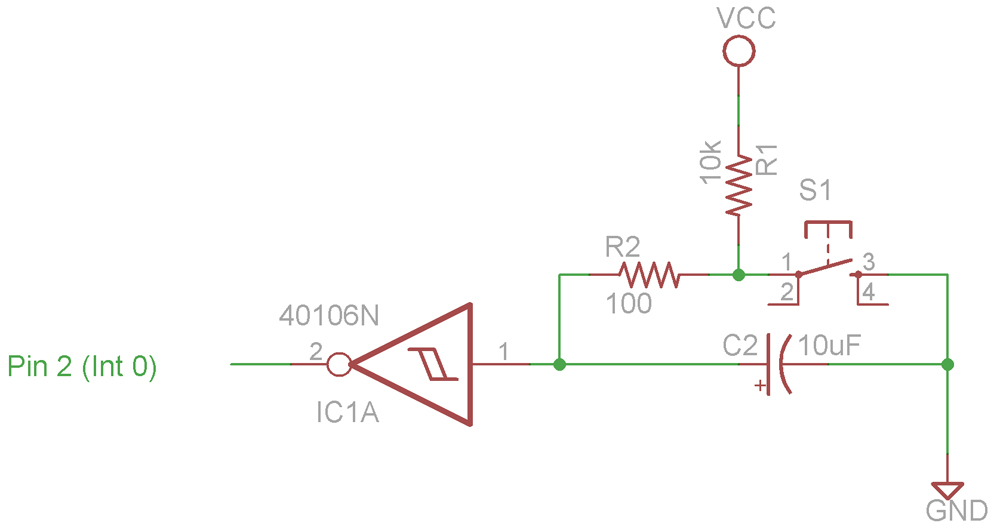 VCC
10k
R1
S1
R2
1
3
100
2
4
40106N
C2
10uF
2
1
Pin 2 (Int 0)
+
IC1A
GND